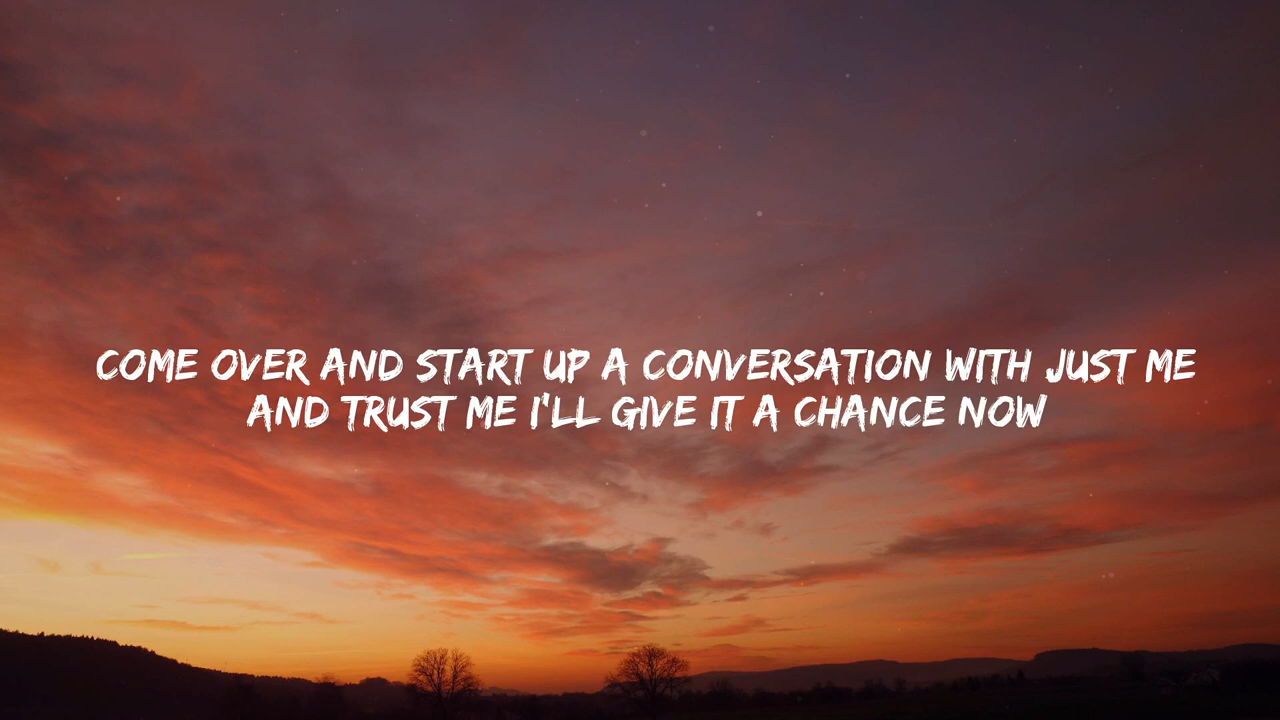 COME OVER AND START UP A CONVERSATION WITH JUST ME
AND TRUST ME I'LL GIVE IT A CHANCE NOW